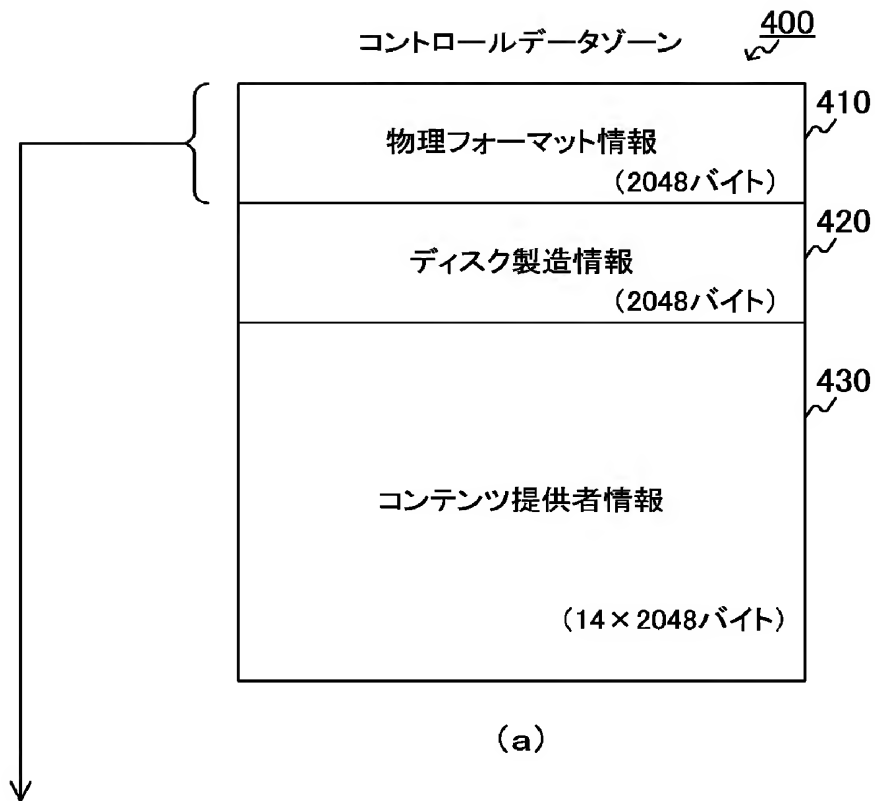 コントロールデータゾーン
400
物理フォーマット情報
(2048バイト)
410
ディスク製造情報
(2048バイト)
420
コンテンツ提供者情報
(14×2048バイト)
430
(a)